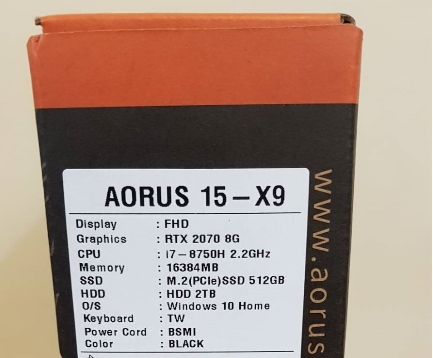 AORUS 15-X9
Display : FHD
Graphics : RTX 2070 8G
CPU : i7-8750H 2.2GHz
Memory : 16384MB
SSD : M.2(PCIe)SSD 512GB
HDD : HDD 2TB
O/S : Windows 10 Home
Keyboard : TW
Power Cord : BSMI
Color : BLACK
www.aorus